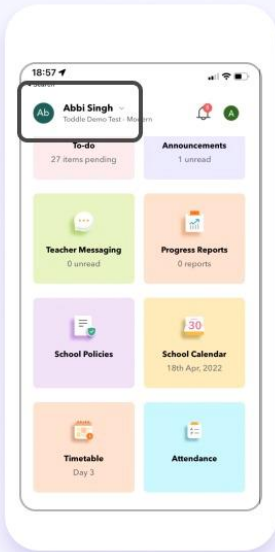 18:57
Search
Ab
Abbi Singh
Toddle Demo Test - Modern
A
To-do
27 items pending
Announcements
1 unread
Teacher Messaging
0 unread
Progress Reports
0 reports
School Policies
30
School Calendar
18th Apr, 2022
Timetable
Day 3
Attendance